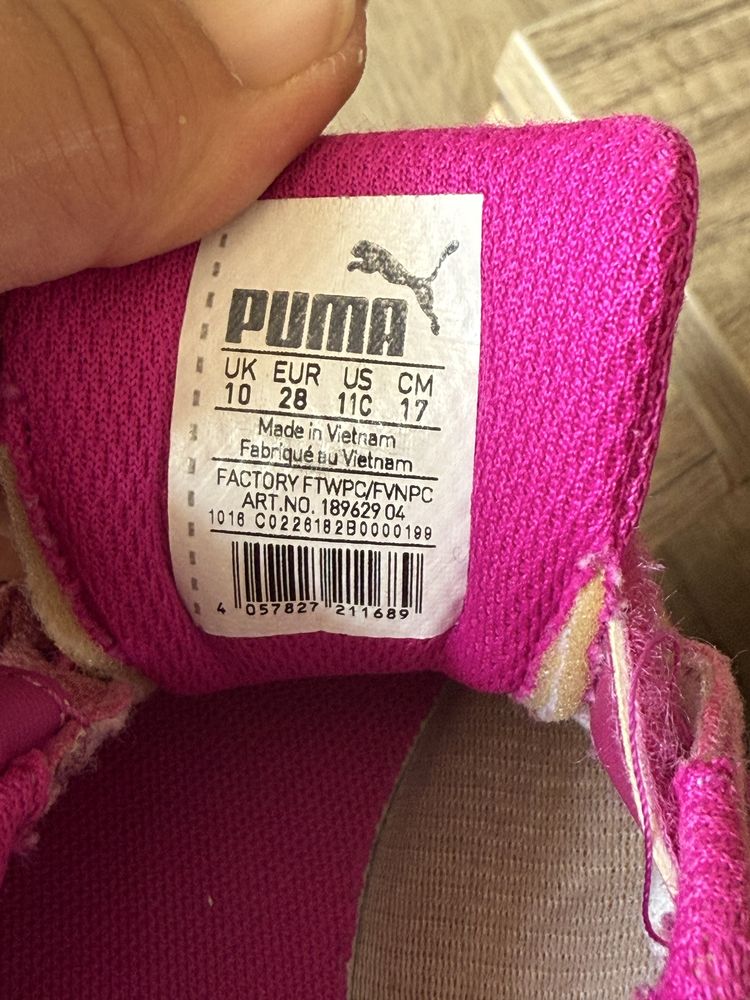 PUMA
UK EUR US CM
10 28 11C 17
Made in Vietnam
Fabriqué au Vietnam
FACTORY FTWPC/FVNPC
ART.NO. 189629 04
1016 C0226182B0000199
4 057827 211689